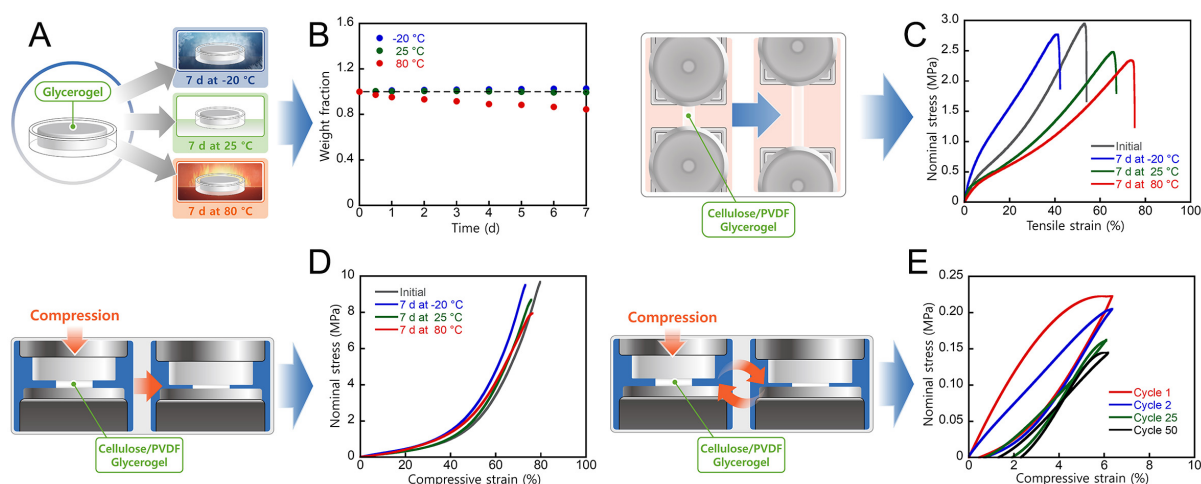 A
Glycerogel
7 d at -20 °C
7 d at 25 °C
7 d at 80 °C
B
Weight fraction
1.6
1.2
1.0
0.8
0.4
0
0 1 2 3 4 5 6 7
Time (d)
-20 °C
25 °C
80 °C
Cellulose/PVDF
Glycerogel
C
Nominal stress (MPa)
3.0
2.5
2.0
1.5
1.0
0.5
0.0
0 20 40 60 80 100
Tensile strain (%)
Initial
7 d at -20 °C
7 d at 25 °C
7 d at 80 °C
Compression
Cellulose/PVDF
Glycerogel
D
Nominal stress (MPa)
10
8
6
4
2
0
0 20 40 60 80 100
Compressive strain (%)
Initial
7 d at -20 °C
7 d at 25 °C
7 d at 80 °C
Compression
Cellulose/PVDF
Glycerogel
E
Nominal stress (MPa)
0.25
0.20
0.15
0.10
0.05
0
0 2 4 6 8 10
Compressive strain (%)
Cycle 1
Cycle 2
Cycle 25
Cycle 50